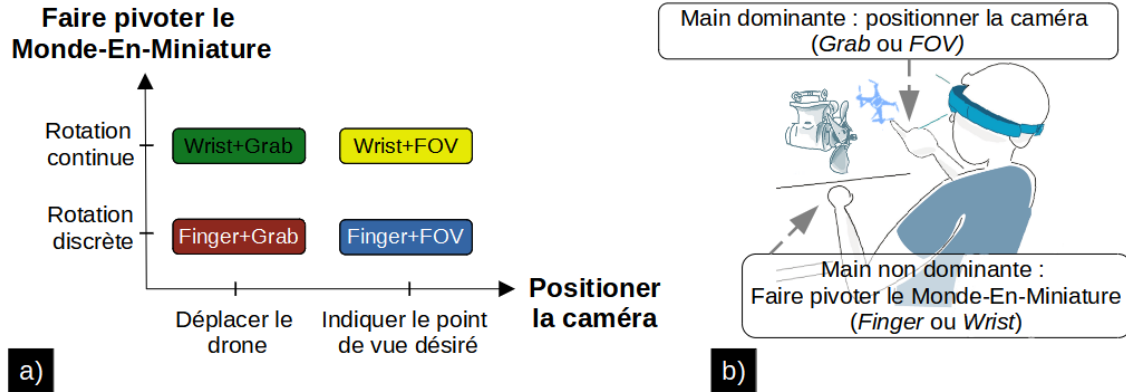 Faire pivoter le
Monde-En-Miniature
Rotation
continue
Wrist+Grab
Wrist+FOV
Rotation
discrète
Finger+Grab
Finger+FOV
Positioner
la caméra
Déplacer le
drone
Indiquer le point
de vue désiré
a)
Main dominante : positionner la caméra
(Grab ou FOV)
Main non dominante :
Faire pivoter le Monde-En-Miniature
(Finger ou Wrist)
b)